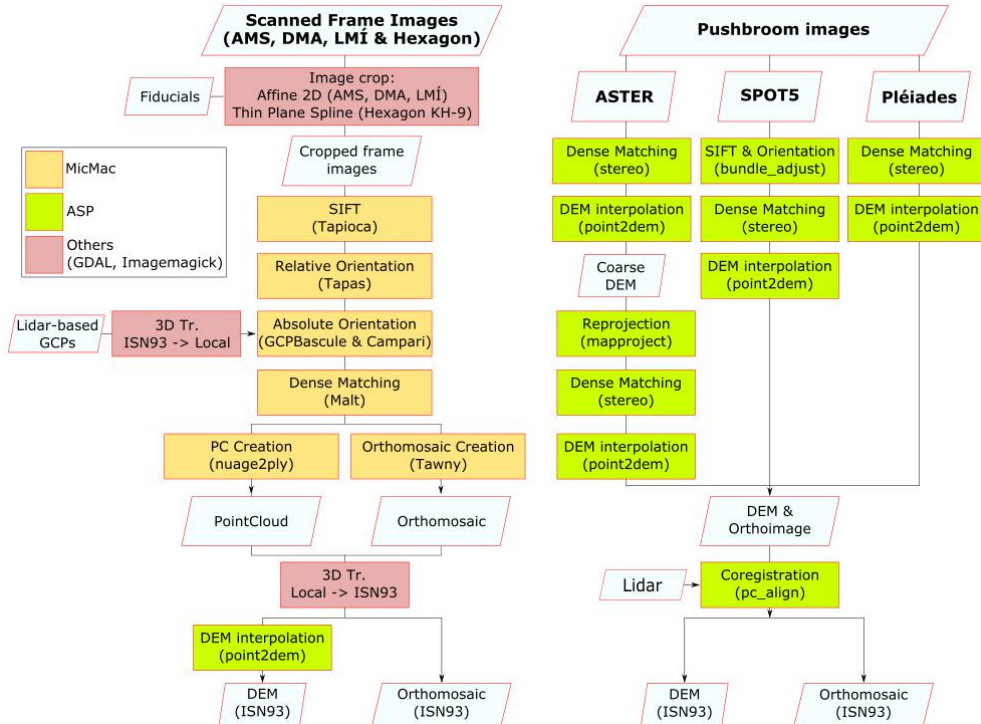 Scanned Frame Images
(AMS, DMA, LMÍ & Hexagon)
Fiducials
Image crop:
Affine 2D (AMS, DMA, LMÍ)
Thin Plane Spline (Hexagon KH-9)
Cropped frame
images
MicMac
ASP
Others
(GDAL, Imagemagick)
SIFT
(Tapioca)
Relative Orientation
(Tapas)
Lidar-based
GCPs
3D Tr.
ISN93 -> Local
Absolute Orientation
(GCPBascule & Campari)
Dense Matching
(Malt)
PC Creation
(nuage2ply)
Orthomosaic Creation
(Tawny)
PointCloud
Orthomosaic
3D Tr.
Local -> ISN93
DEM interpolation
(point2dem)
DEM
(ISN93)
Orthomosaic
(ISN93)
Pushbroom images
ASTER
Dense Matching
(stereo)
DEM interpolation
(point2dem)
Coarse
DEM
Reprojection
(mapproject)
Dense Matching
(stereo)
DEM interpolation
(point2dem)
SPOT5
SIFT & Orientation
(bundle_adjust)
Dense Matching
(stereo)
DEM interpolation
(point2dem)
Pléiades
Dense Matching
(stereo)
DEM interpolation
(point2dem)
DEM &
Orthoimage
Lidar
Coregistration
(pc_align)
DEM
(ISN93)
Orthomosaic
(ISN93)